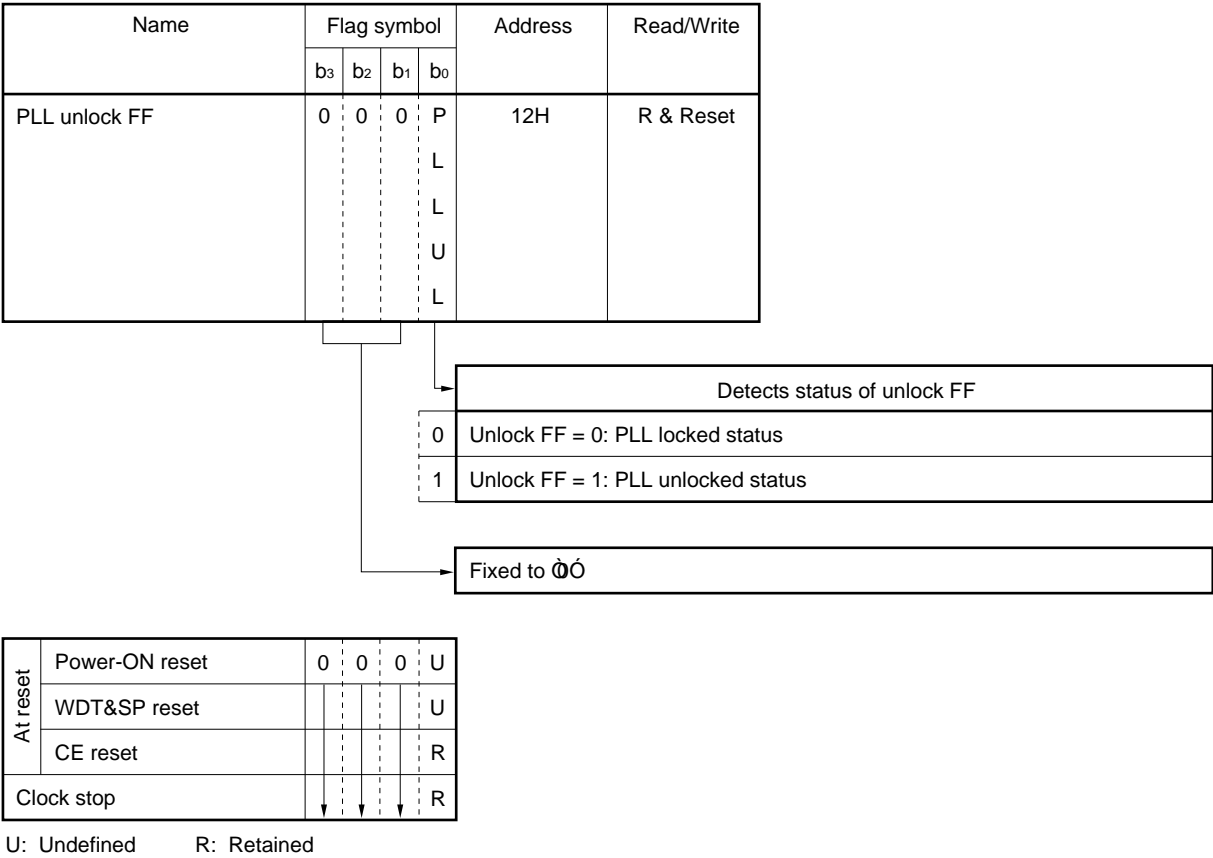 Name Flag symbol Address Read/Write
b3 b2 b1 b0
PLL unlock FF 0 0 0 P 12H R & Reset
L
L
U
L
Detects status of unlock FF
0 Unlock FF = 0: PLL locked status
1 Unlock FF = 1: PLL unlocked status
Fixed to
At reset
Power-ON reset 0 0 0 U
WDT&SP reset U
CE reset R
Clock stop R
U: Undefined R: Retained